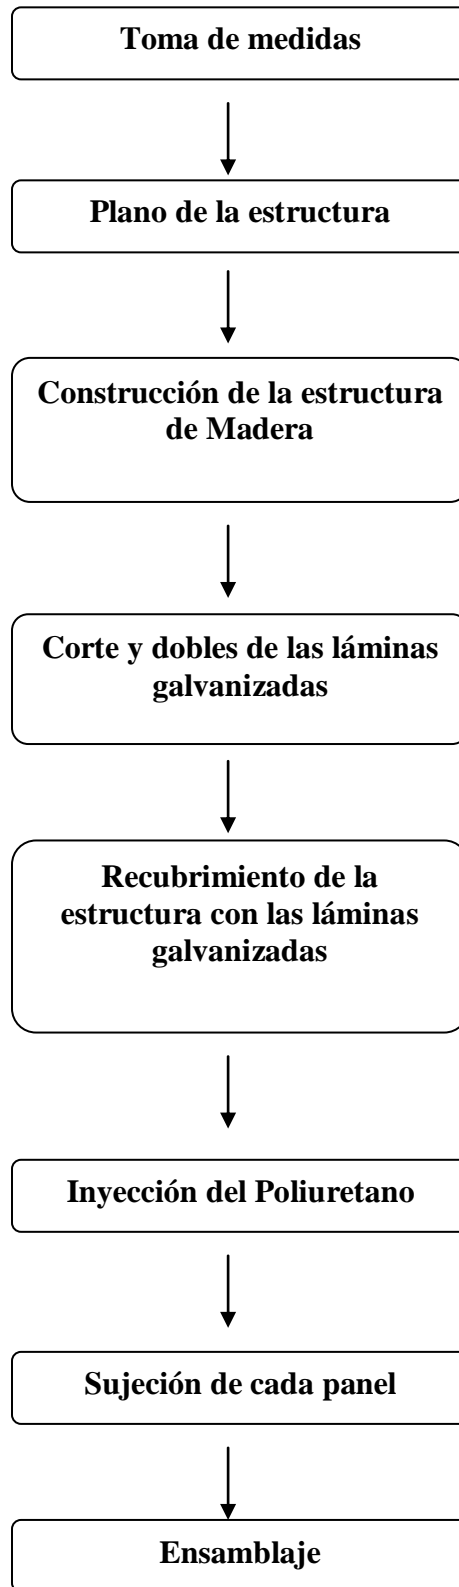 Toma de medidas
Plano de la estructura
Construcción de la estructura
de Madera
Corte y dobles de las láminas
galvanizadas
Recubrimiento de la
estructura con las láminas
galvanizadas
Inyección del Poliuretano
Sujeción de cada panel
Ensamblaje